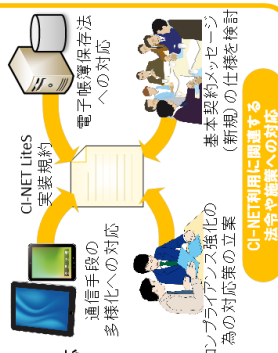 CI-NET LiteS
実装規約
電子帳簿保存法
への対応
通信手段の
多様化への対応
基本契約メッセージ
(新規)の仕様を検討
コンプライアンス強化の
為の対応策の立案
CI-NET利用に関連する
法令や施策への対応